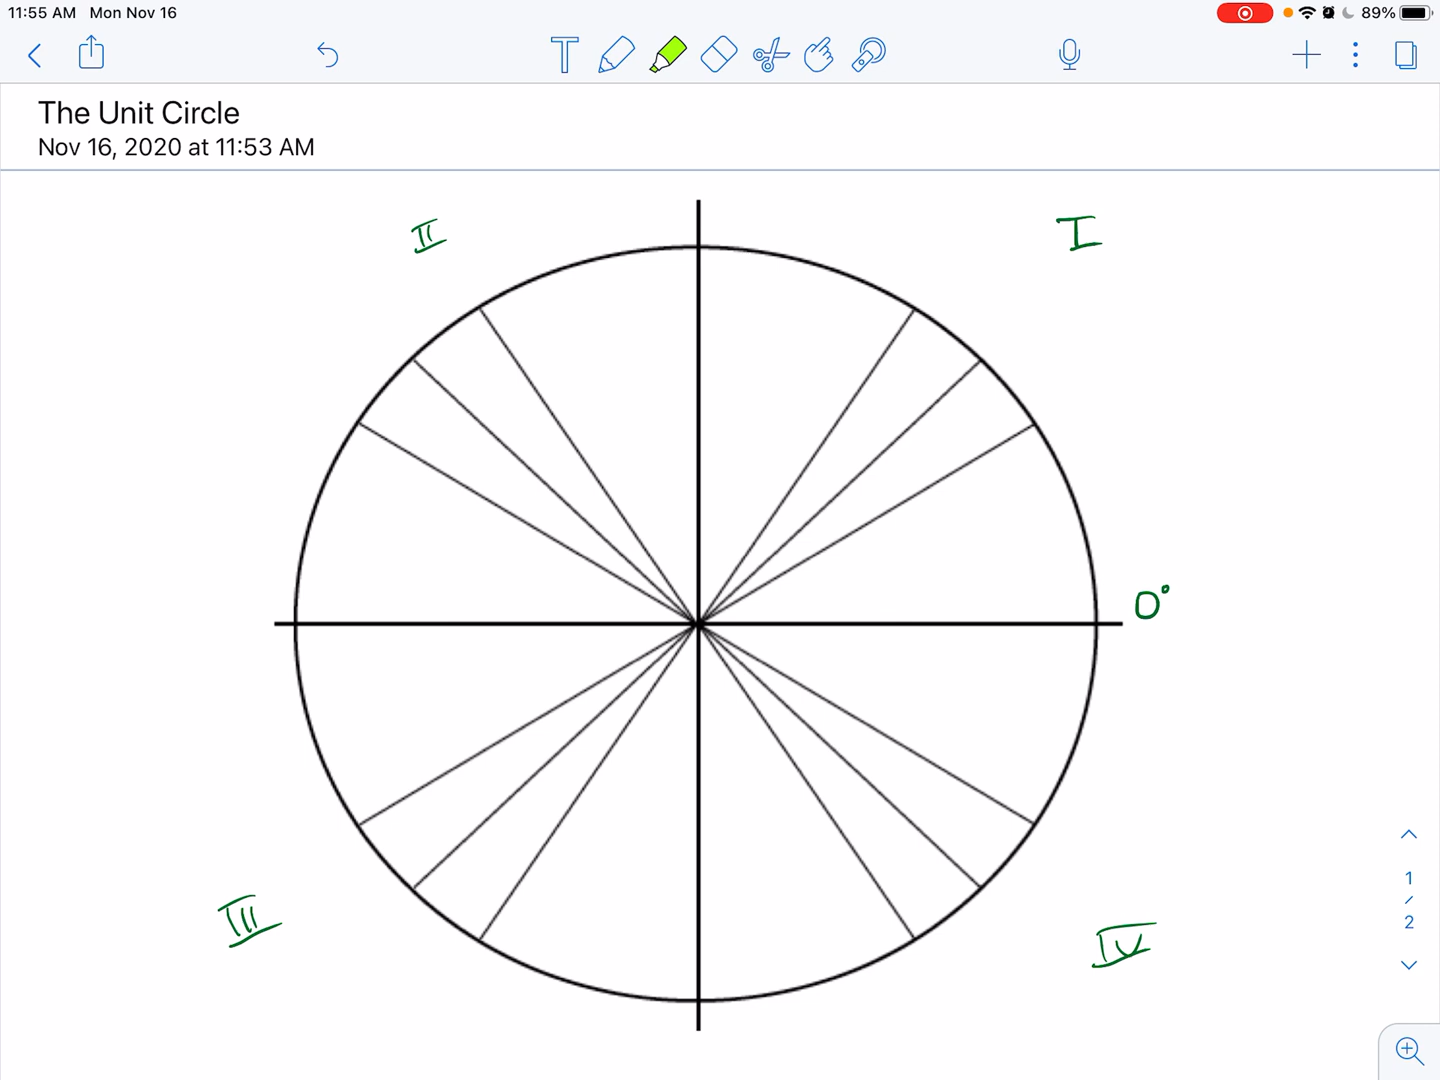 11:55 AM Mon Nov 16
89%
T
The Unit Circle
Nov 16, 2020 at 11:53 AM
II
I
0°
III
IV
1
/
2